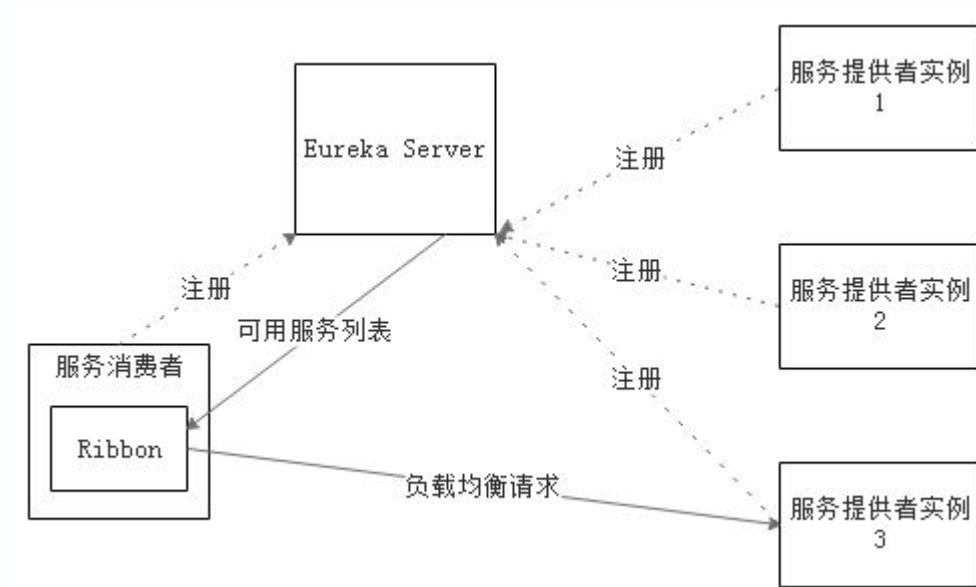 服务提供者实例
1
Eureka Server
注册
注册
服务提供者实例
2
注册
可用服务列表
注册
服务消费者
Ribbon
负载均衡请求
服务提供者实例
3